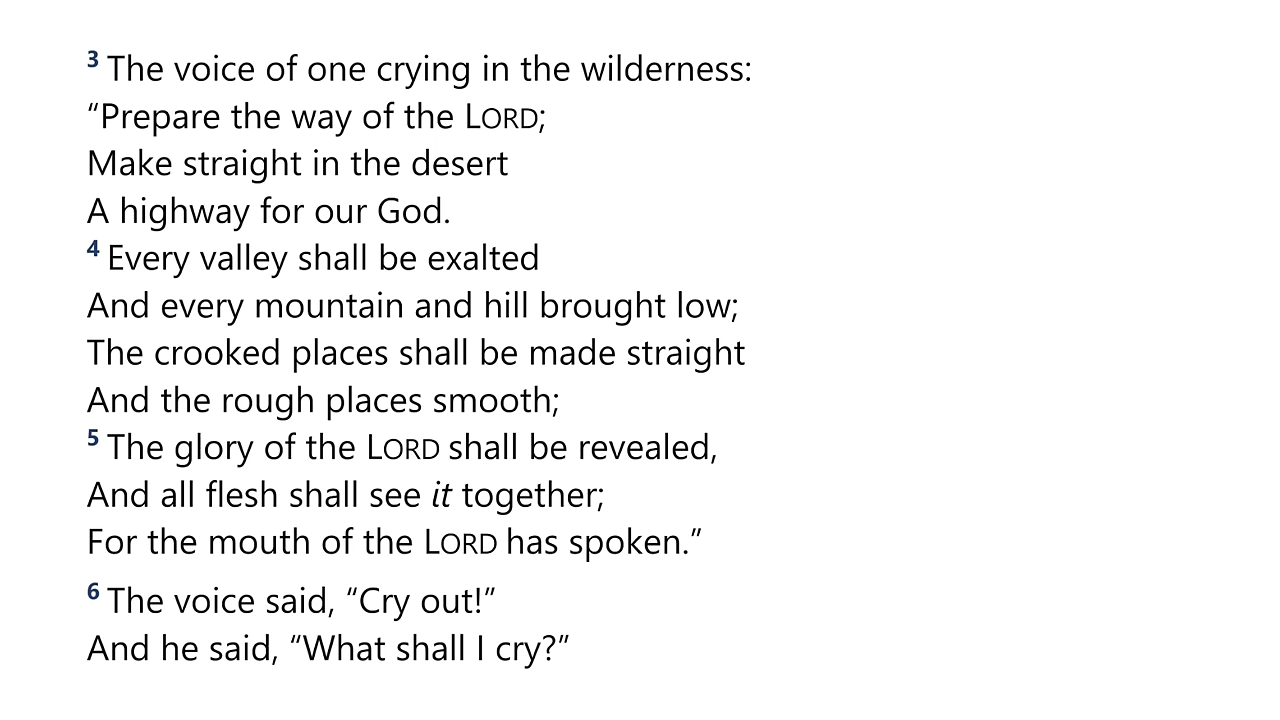 3 The voice of one crying in the wilderness:
“Prepare the way of the LORD;
Make straight in the desert
A highway for our God.
4 Every valley shall be exalted
And every mountain and hill brought low;
The crooked places shall be made straight
And the rough places smooth;
5 The glory of the LORD shall be revealed,
And all flesh shall see it together;
For the mouth of the LORD has spoken.”
6 The voice said, “Cry out!”
And he said, “What shall I cry?”